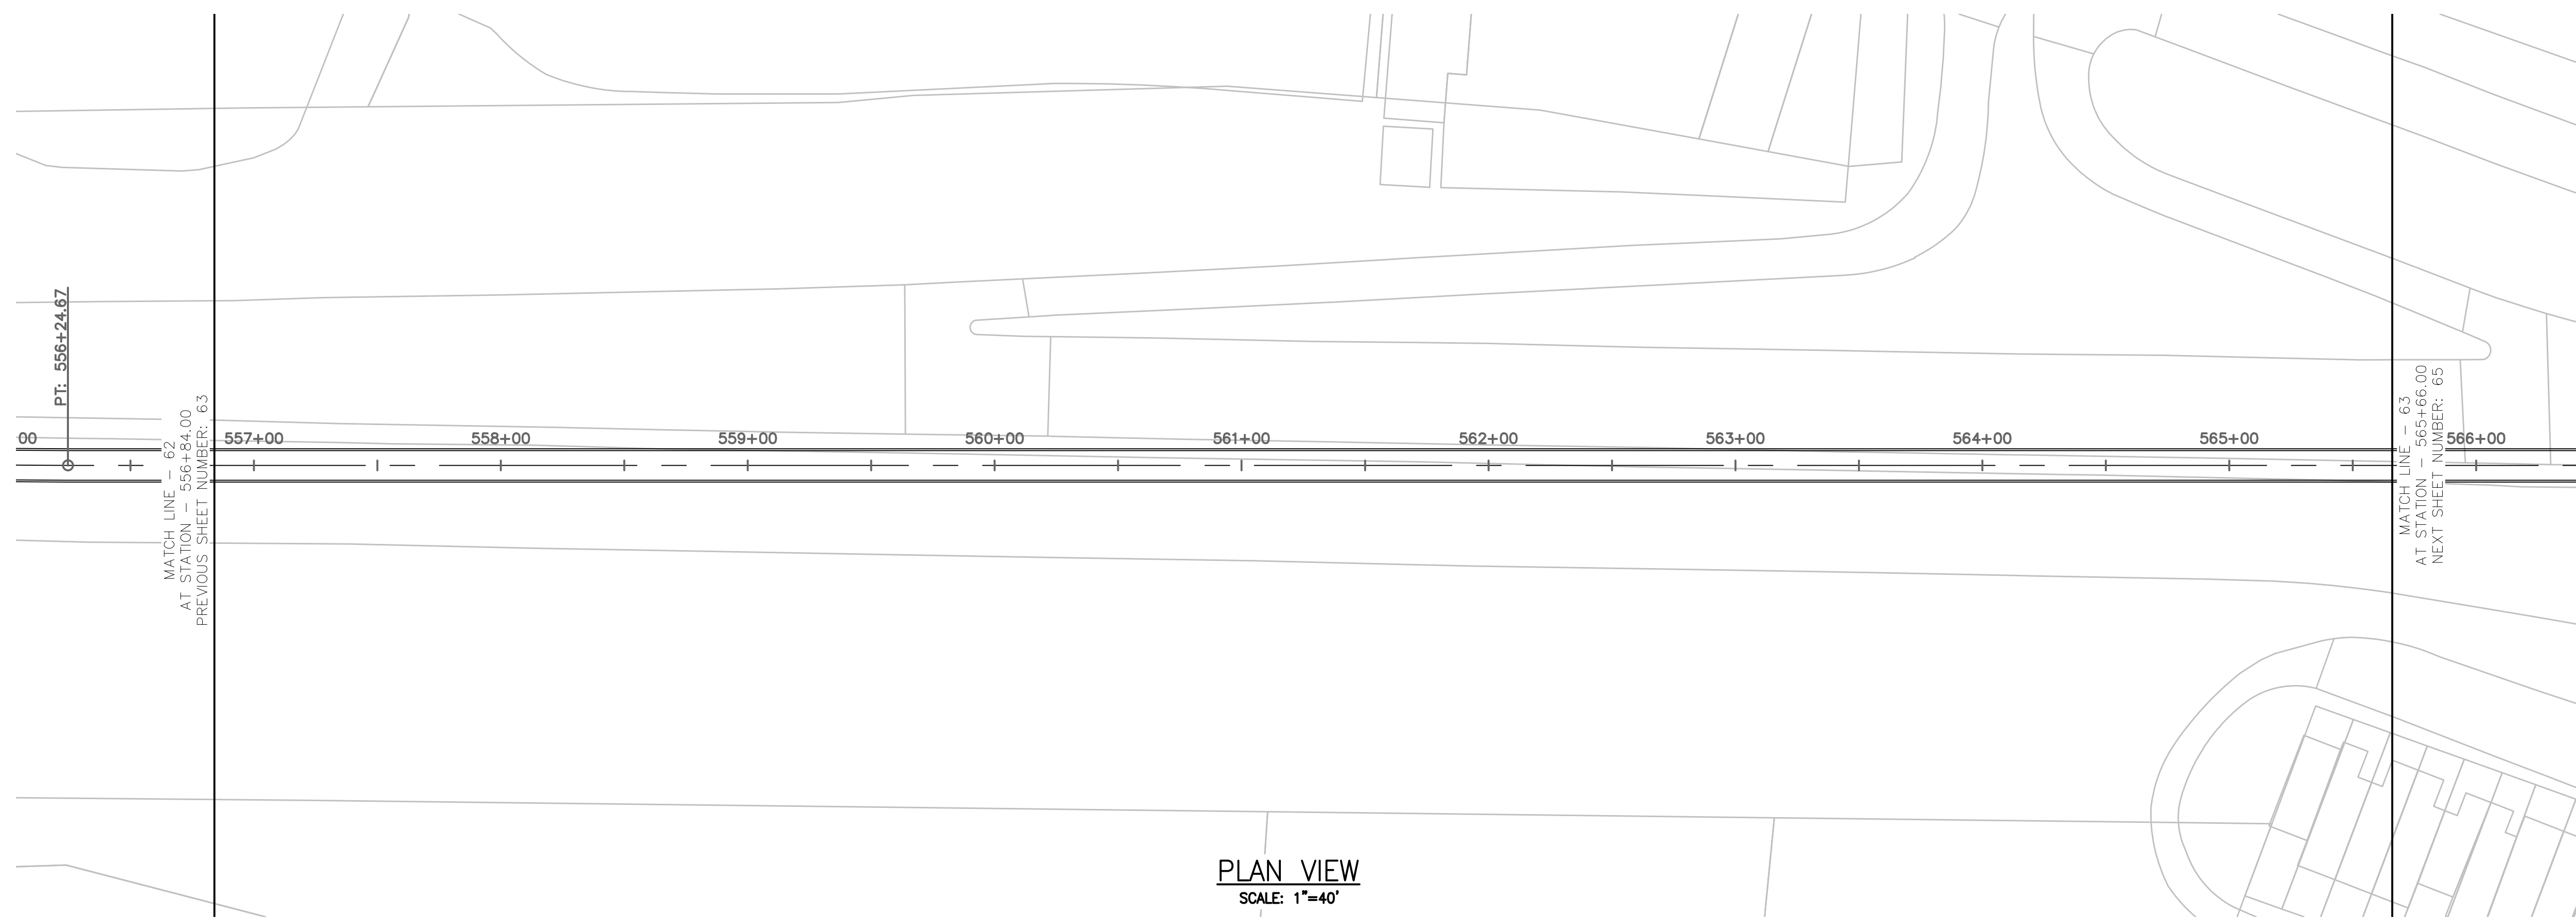 PT: 556+24.67
00
557+00
558+00
559+00
560+00
561+00
562+00
563+00
564+00
565+00
566+00
MATCH LINE - 62
AT STATION - 556+84.00
PREVIOUS SHEET NUMBER: 63
MATCH LINE - 63
AT STATION - 565+66.00
NEXT SHEET NUMBER: 65
PLAN VIEW
SCALE: 1"=40'